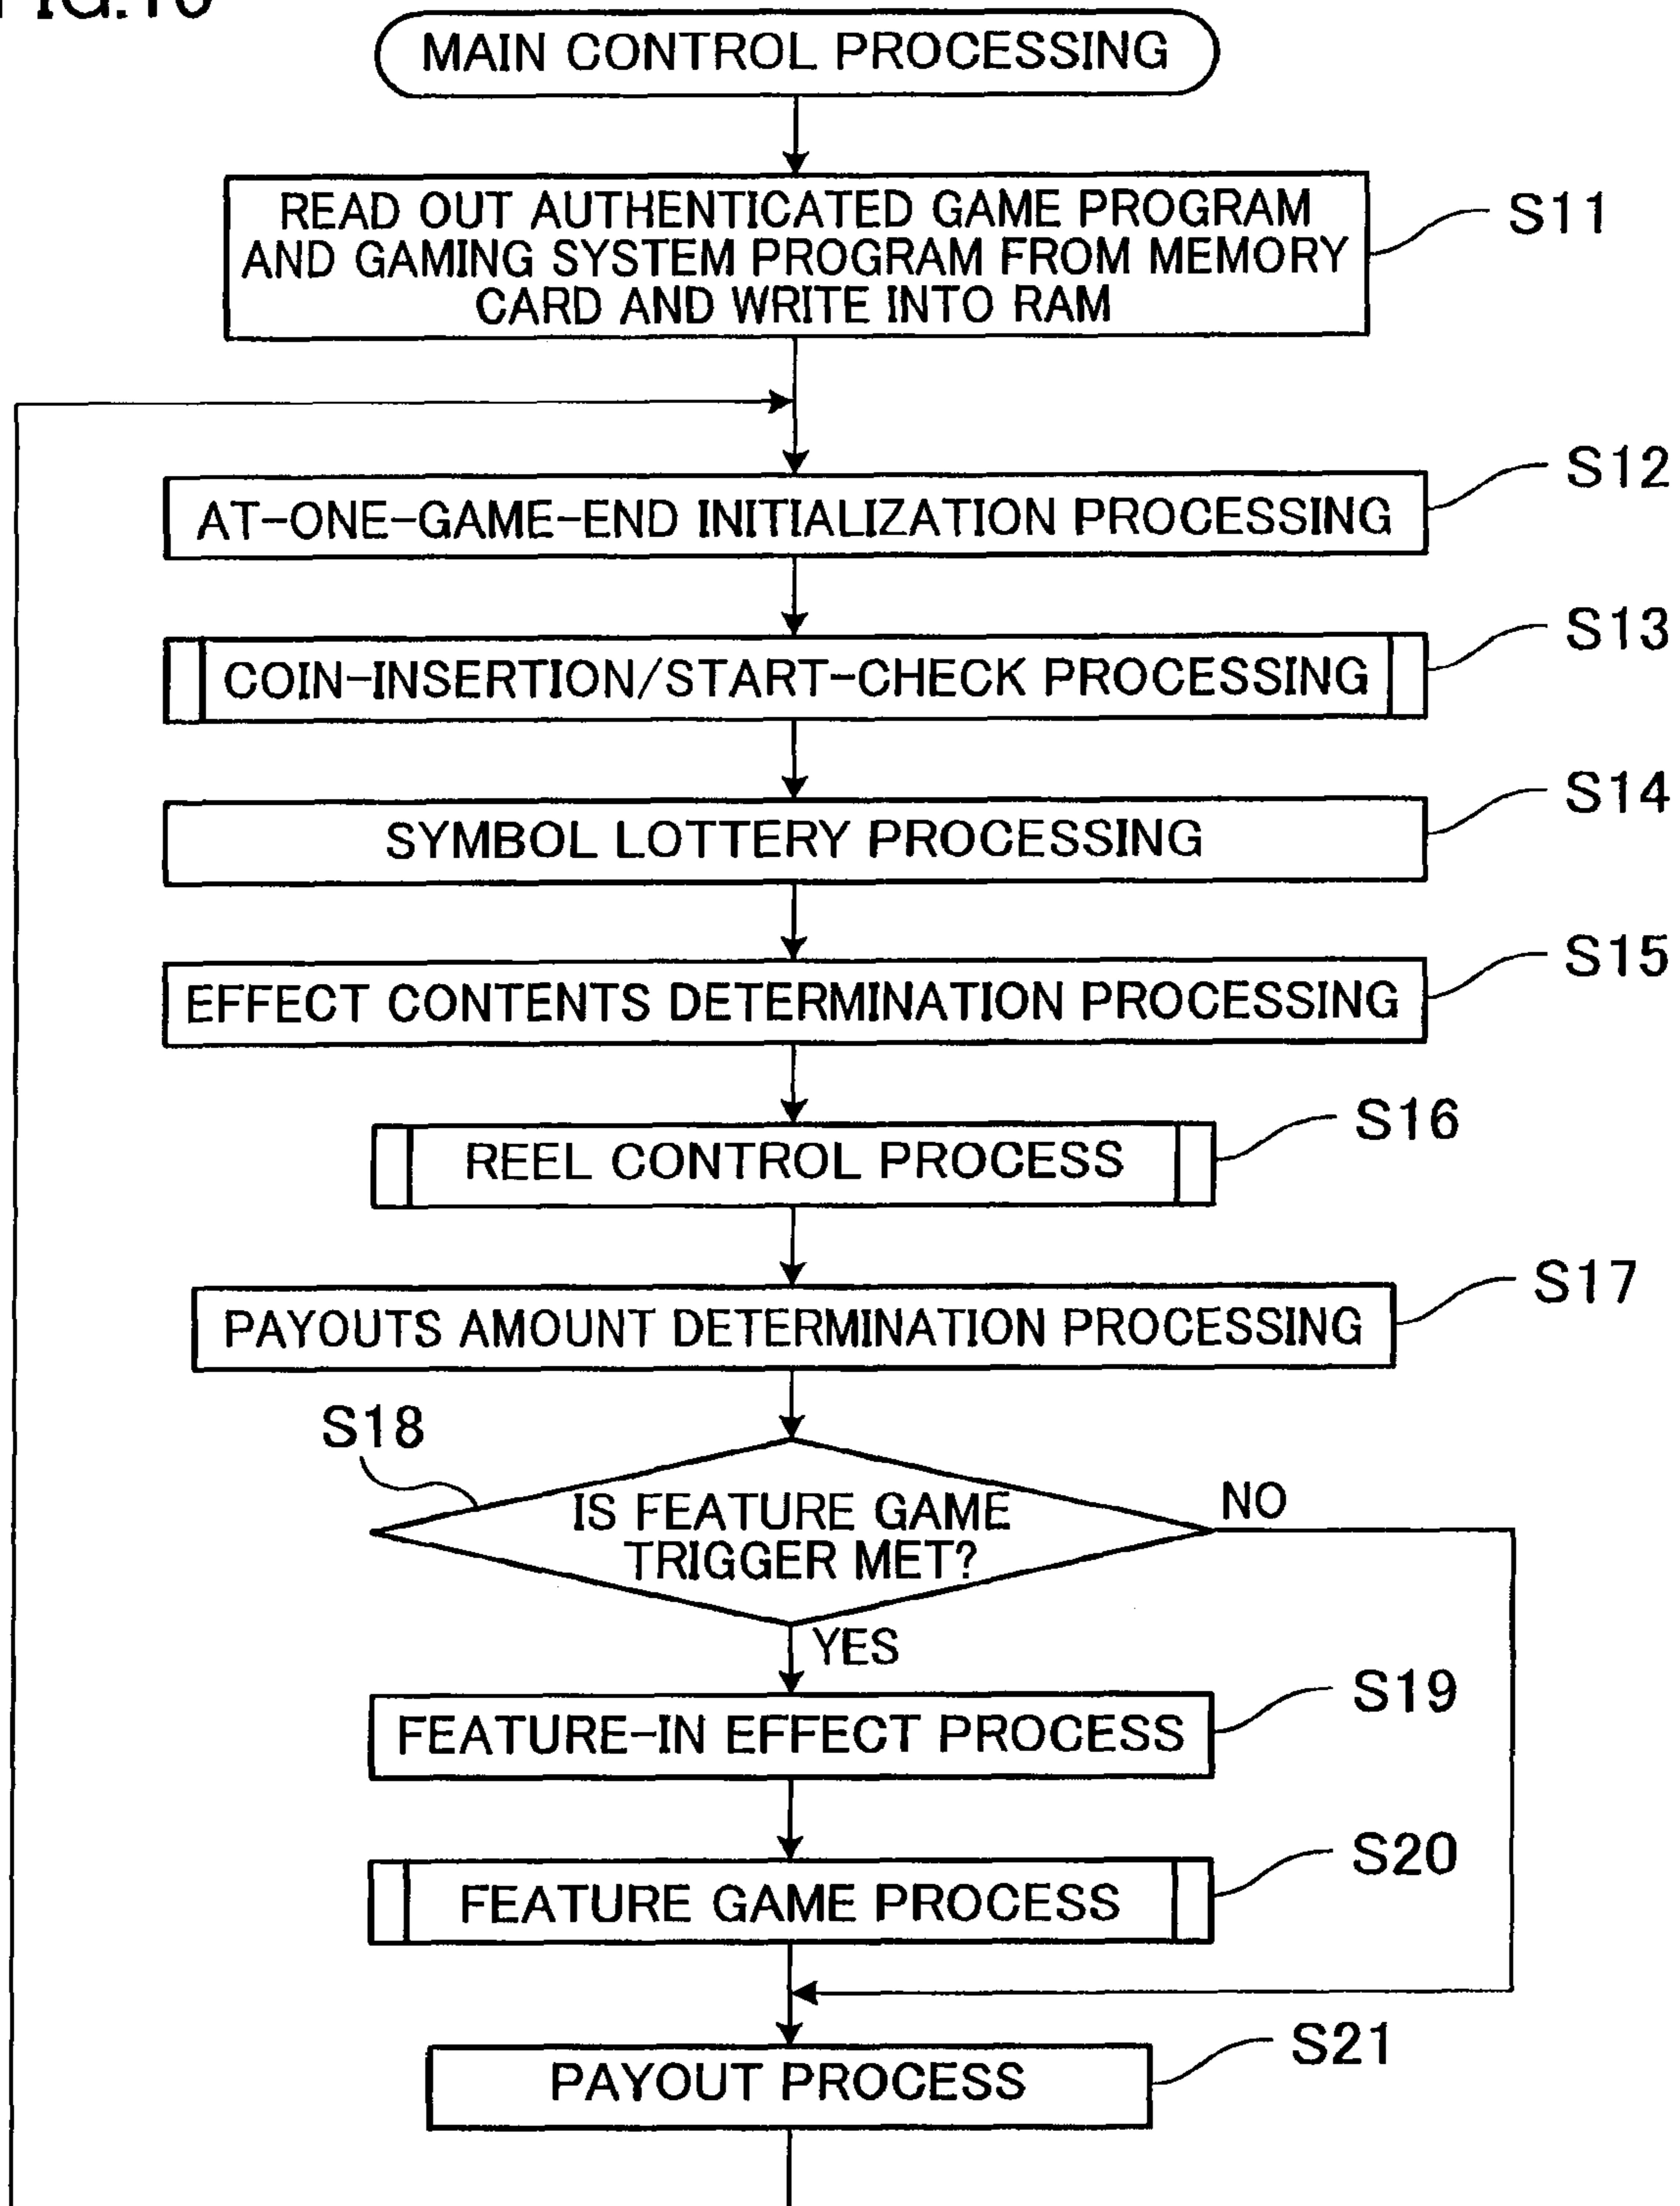 MAIN CONTROL PROCESSING
READ OUT AUTHENTICATED GAME PROGRAM
AND GAMING SYSTEM PROGRAM FROM MEMORY
CARD AND WRITE INTO RAM
S11
AT-ONE-GAME-END INITIALIZATION PROCESSING
S12
COIN-INSERTION/START-CHECK PROCESSING
S13
SYMBOL LOTTERY PROCESSING
S14
EFFECT CONTENTS DETERMINATION PROCESSING
S15
REEL CONTROL PROCESS
S16
PAYOUTS AMOUNT DETERMINATION PROCESSING
S17
S18
IS FEATURE GAME
TRIGGER MET?
NO
YES
FEATURE-IN EFFECT PROCESS
S19
FEATURE GAME PROCESS
S20
PAYOUT PROCESS
S21